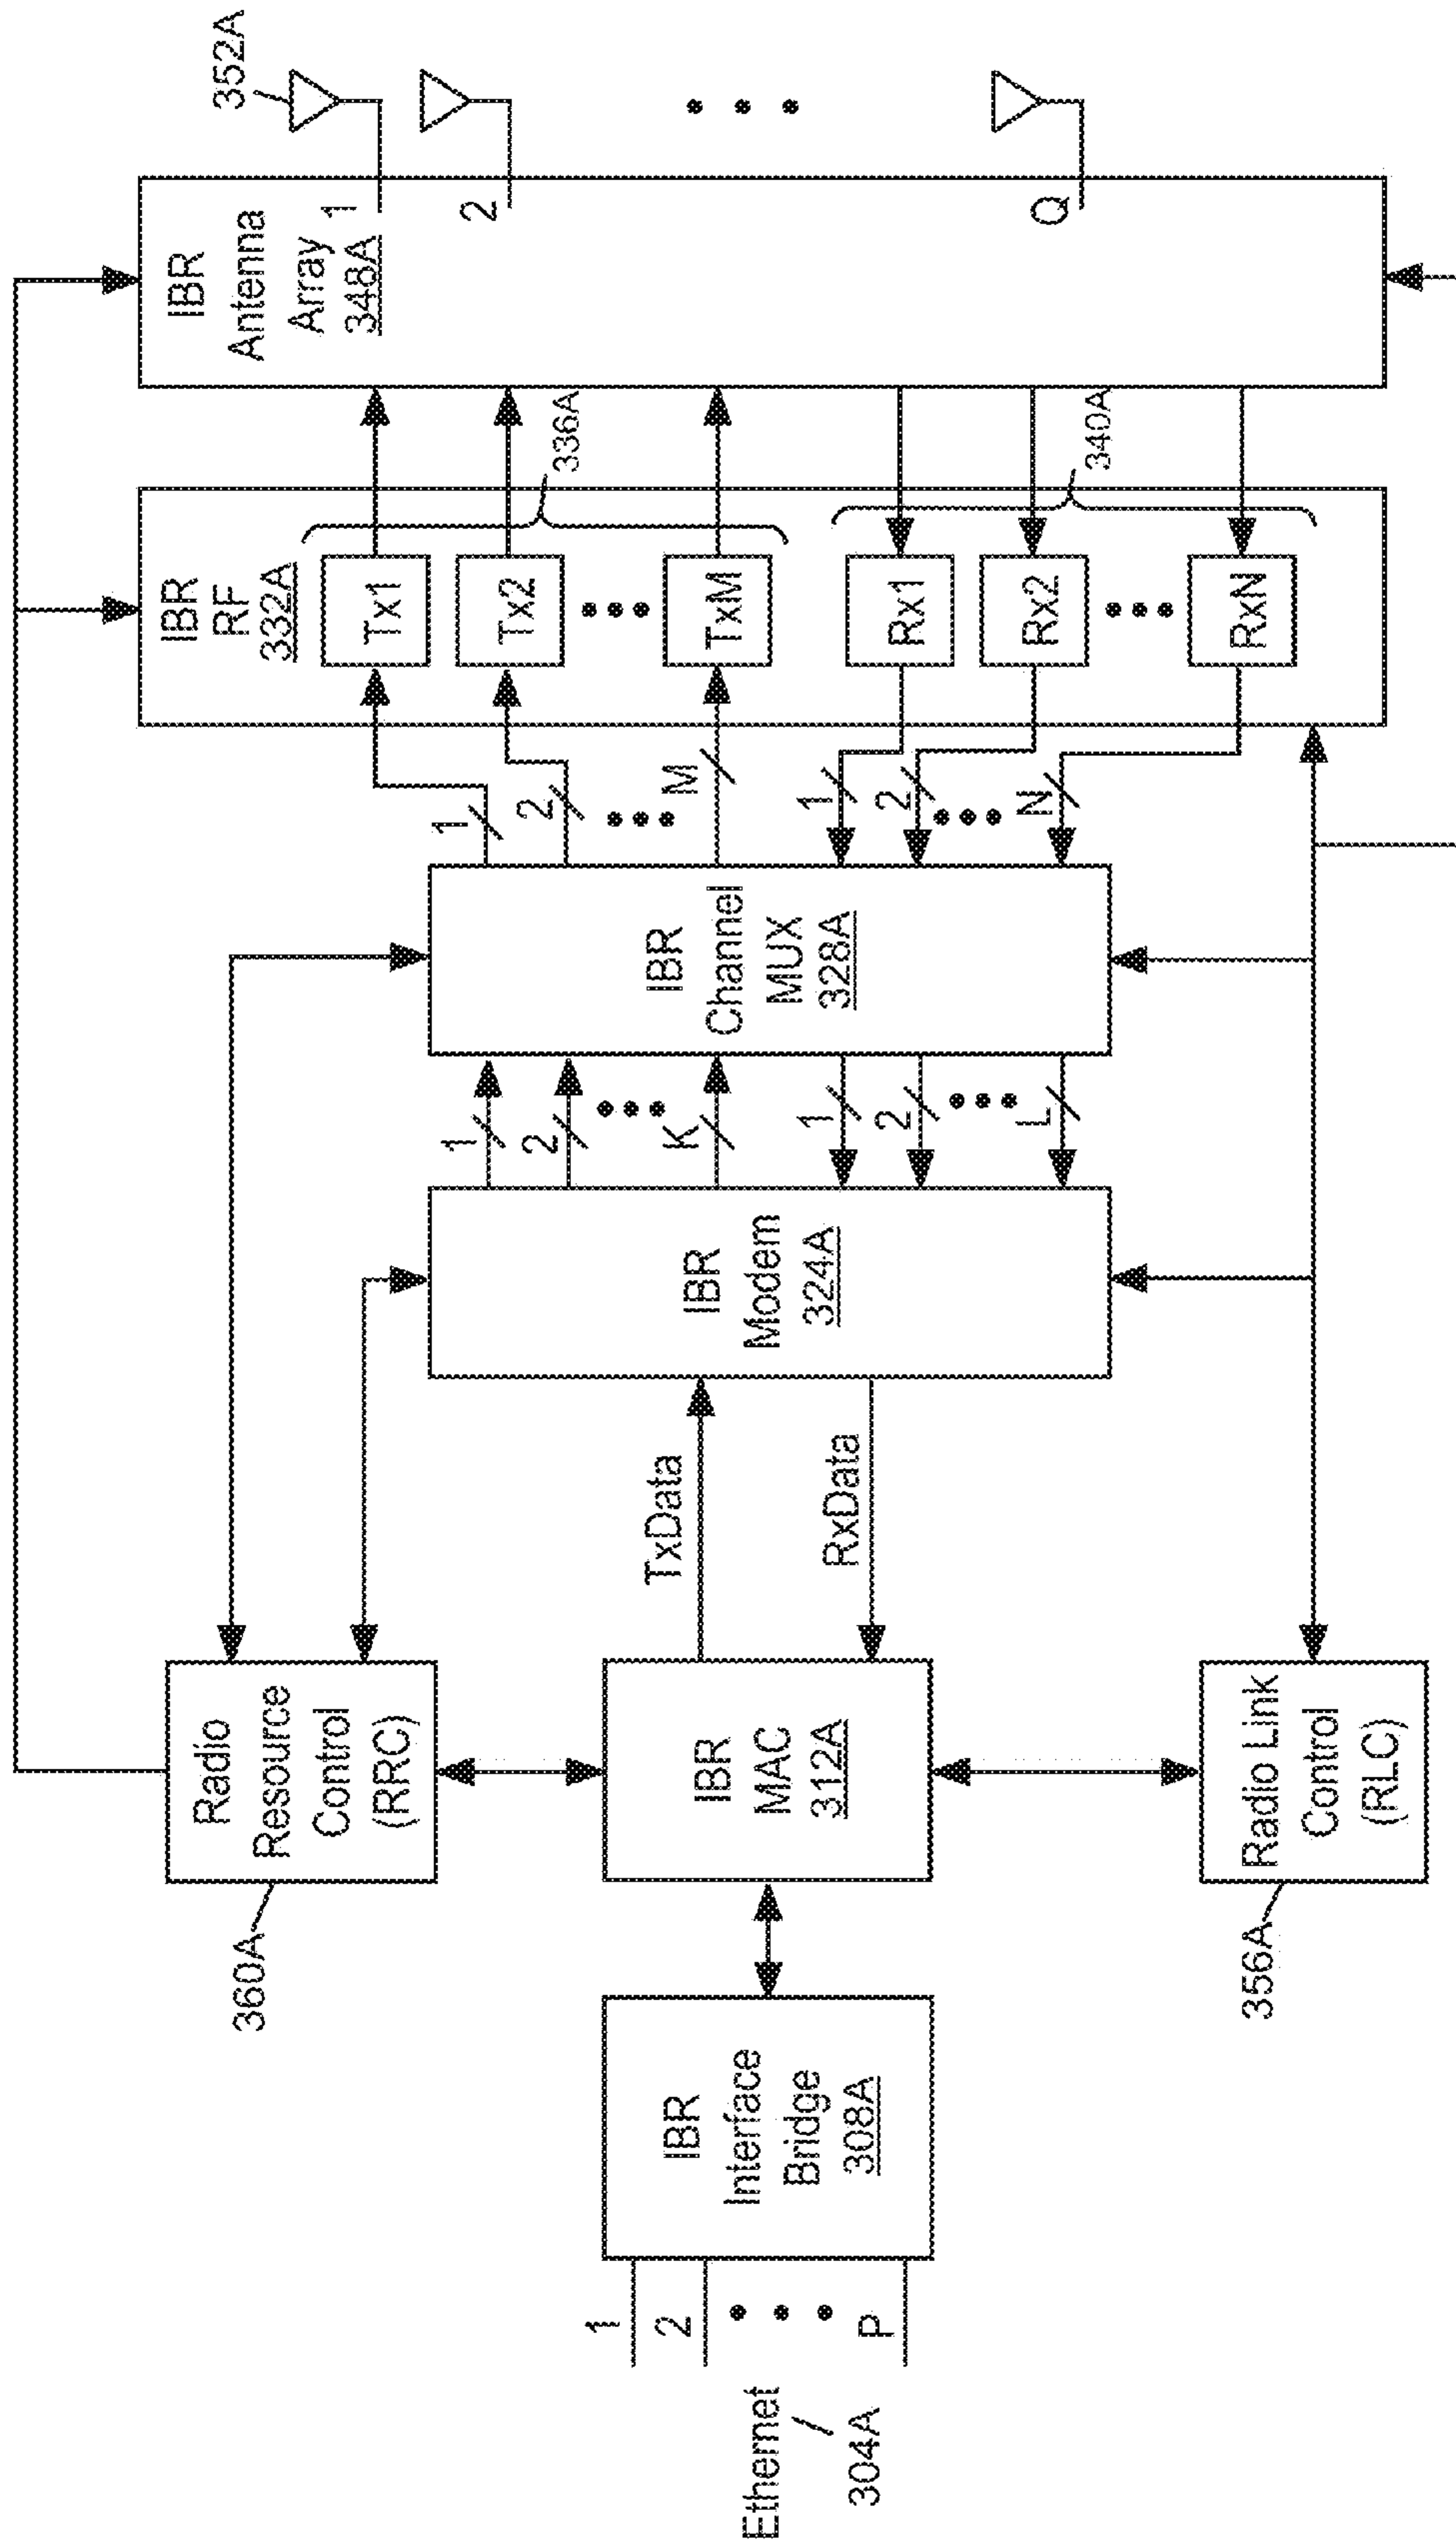 Ethernet
304A
1
2
P
IBR
Interface
Bridge
308A
360A
Radio
Resource
Control
(RRC)
IBR
MAC
312A
356A
Radio Link
Control
(RLC)
TxData
RxData
IBR
Modem
324A
1
2
K
1
2
L
IBR
Channel
MUX
328A
1
2
M
1
2
N
IBR
RF
332A
Tx1
Tx2
TxM
Rx1
Rx2
RxN
336A
340A
IBR
Antenna
Array
348A
1
2
Q
352A